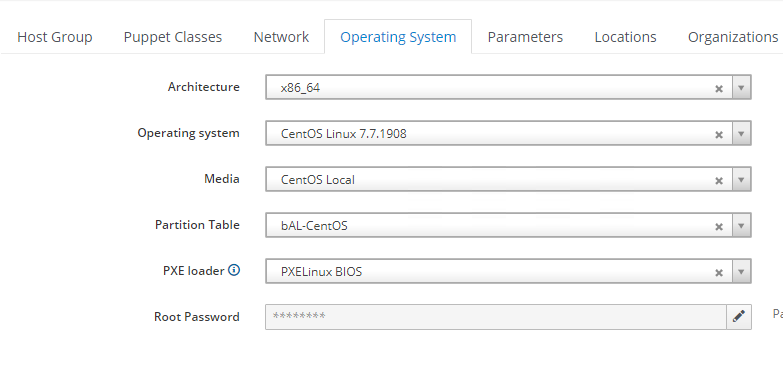 Host Group Puppet Classes Network Operating System Parameters Locations Organizations
Architecture x86_64
Operating system CentOS Linux 7.7.1908
Media CentOS Local
Partition Table bAL-CentOS
PXE loader PXELinux BIOS
Root Password ********